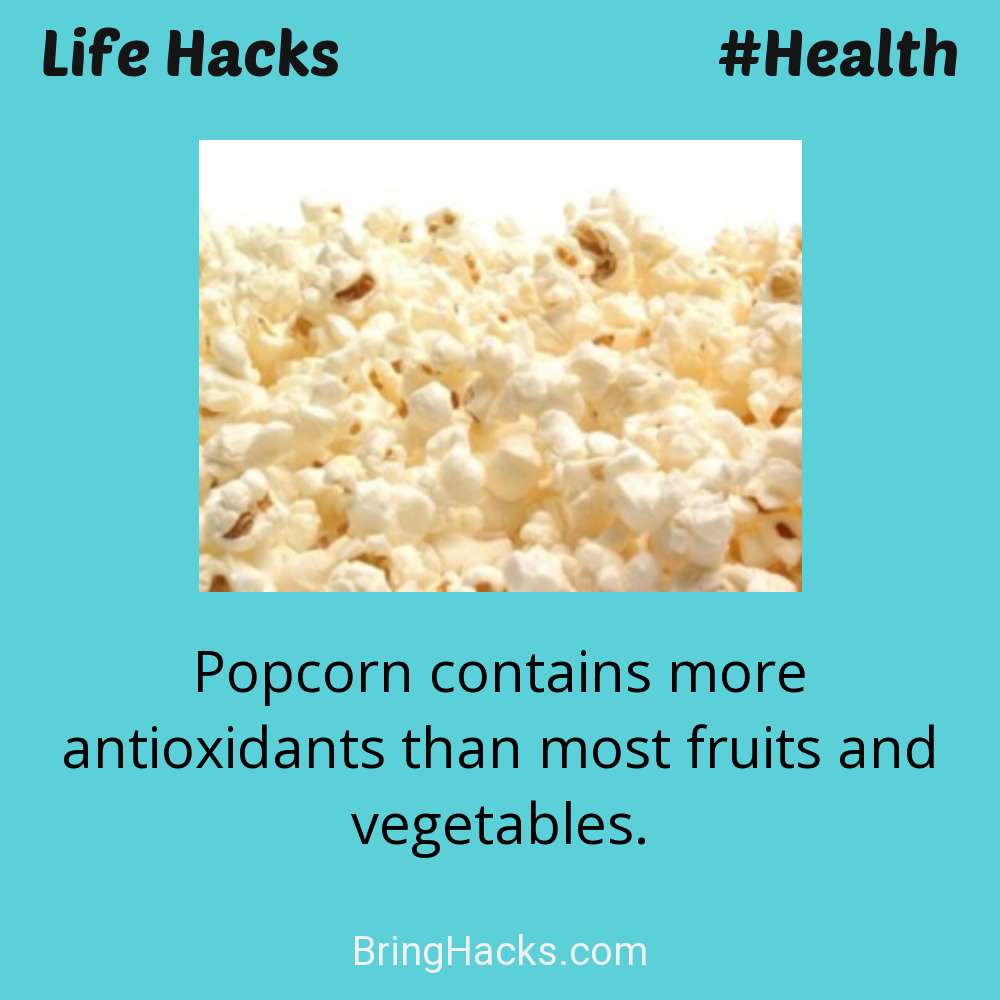 Life Hacks
#Health
Popcorn contains more
antioxidants than most fruits and
vegetables.
BringHacks.com